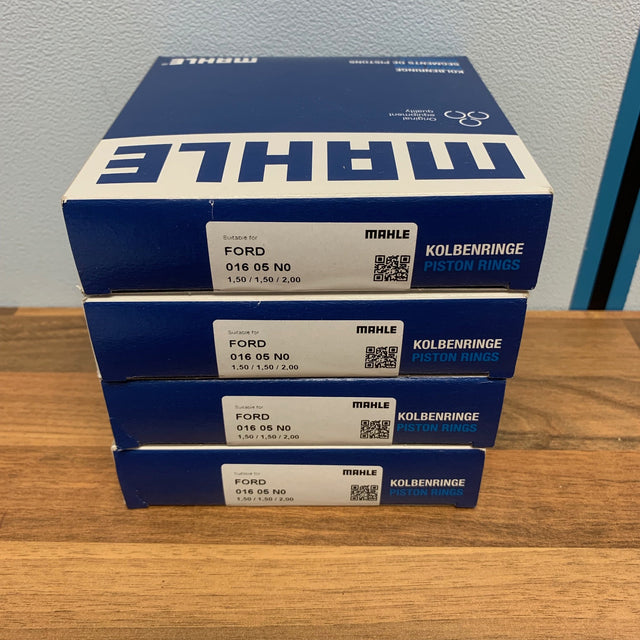 MAHLE
KOLBENRINGE
SEGMENTS DE PISTONS
Original
equipment
quality
MAHLE
Suitable for
FORD
016 05 N0
1,50 / 1,50 / 2,00
MAHLE
KOLBENRINGE
PISTON RINGS
Suitable for
FORD
016 05 N0
1,50 / 1,50 / 2,00
MAHLE
KOLBENRINGE
PISTON RINGS
Suitable for
FORD
016 05 N0
1,50 / 1,50 / 2,00
MAHLE
KOLBENRINGE
PISTON RINGS
Suitable for
FORD
016 05 N0
1,50 / 1,50 / 2,00
MAHLE
KOLBENRINGE
PISTON RINGS